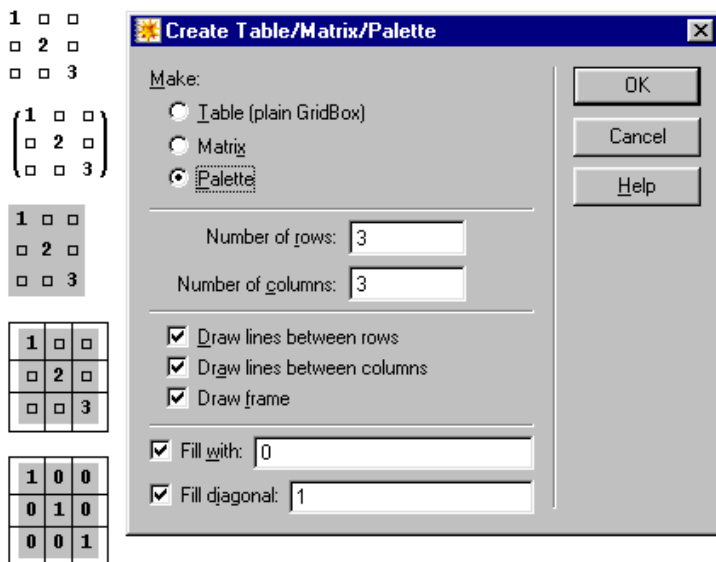 1 □ □
□ 2 □
□ □ 3
1 □ □
□ 2 □
□ □ 3
1 □ □
□ 2 □
□ □ 3
1 □ □
□ 2 □
□ □ 3
1 0 0
0 1 0
0 0 1
Create Table/Matrix/Palette
Make:
Table (plain GridBox)
Matrix
Palette
Number of rows: 3
Number of columns: 3
Draw lines between rows
Draw lines between columns
Draw frame
Fill with: 0
Fill diagonal: 1
OK
Cancel
Help